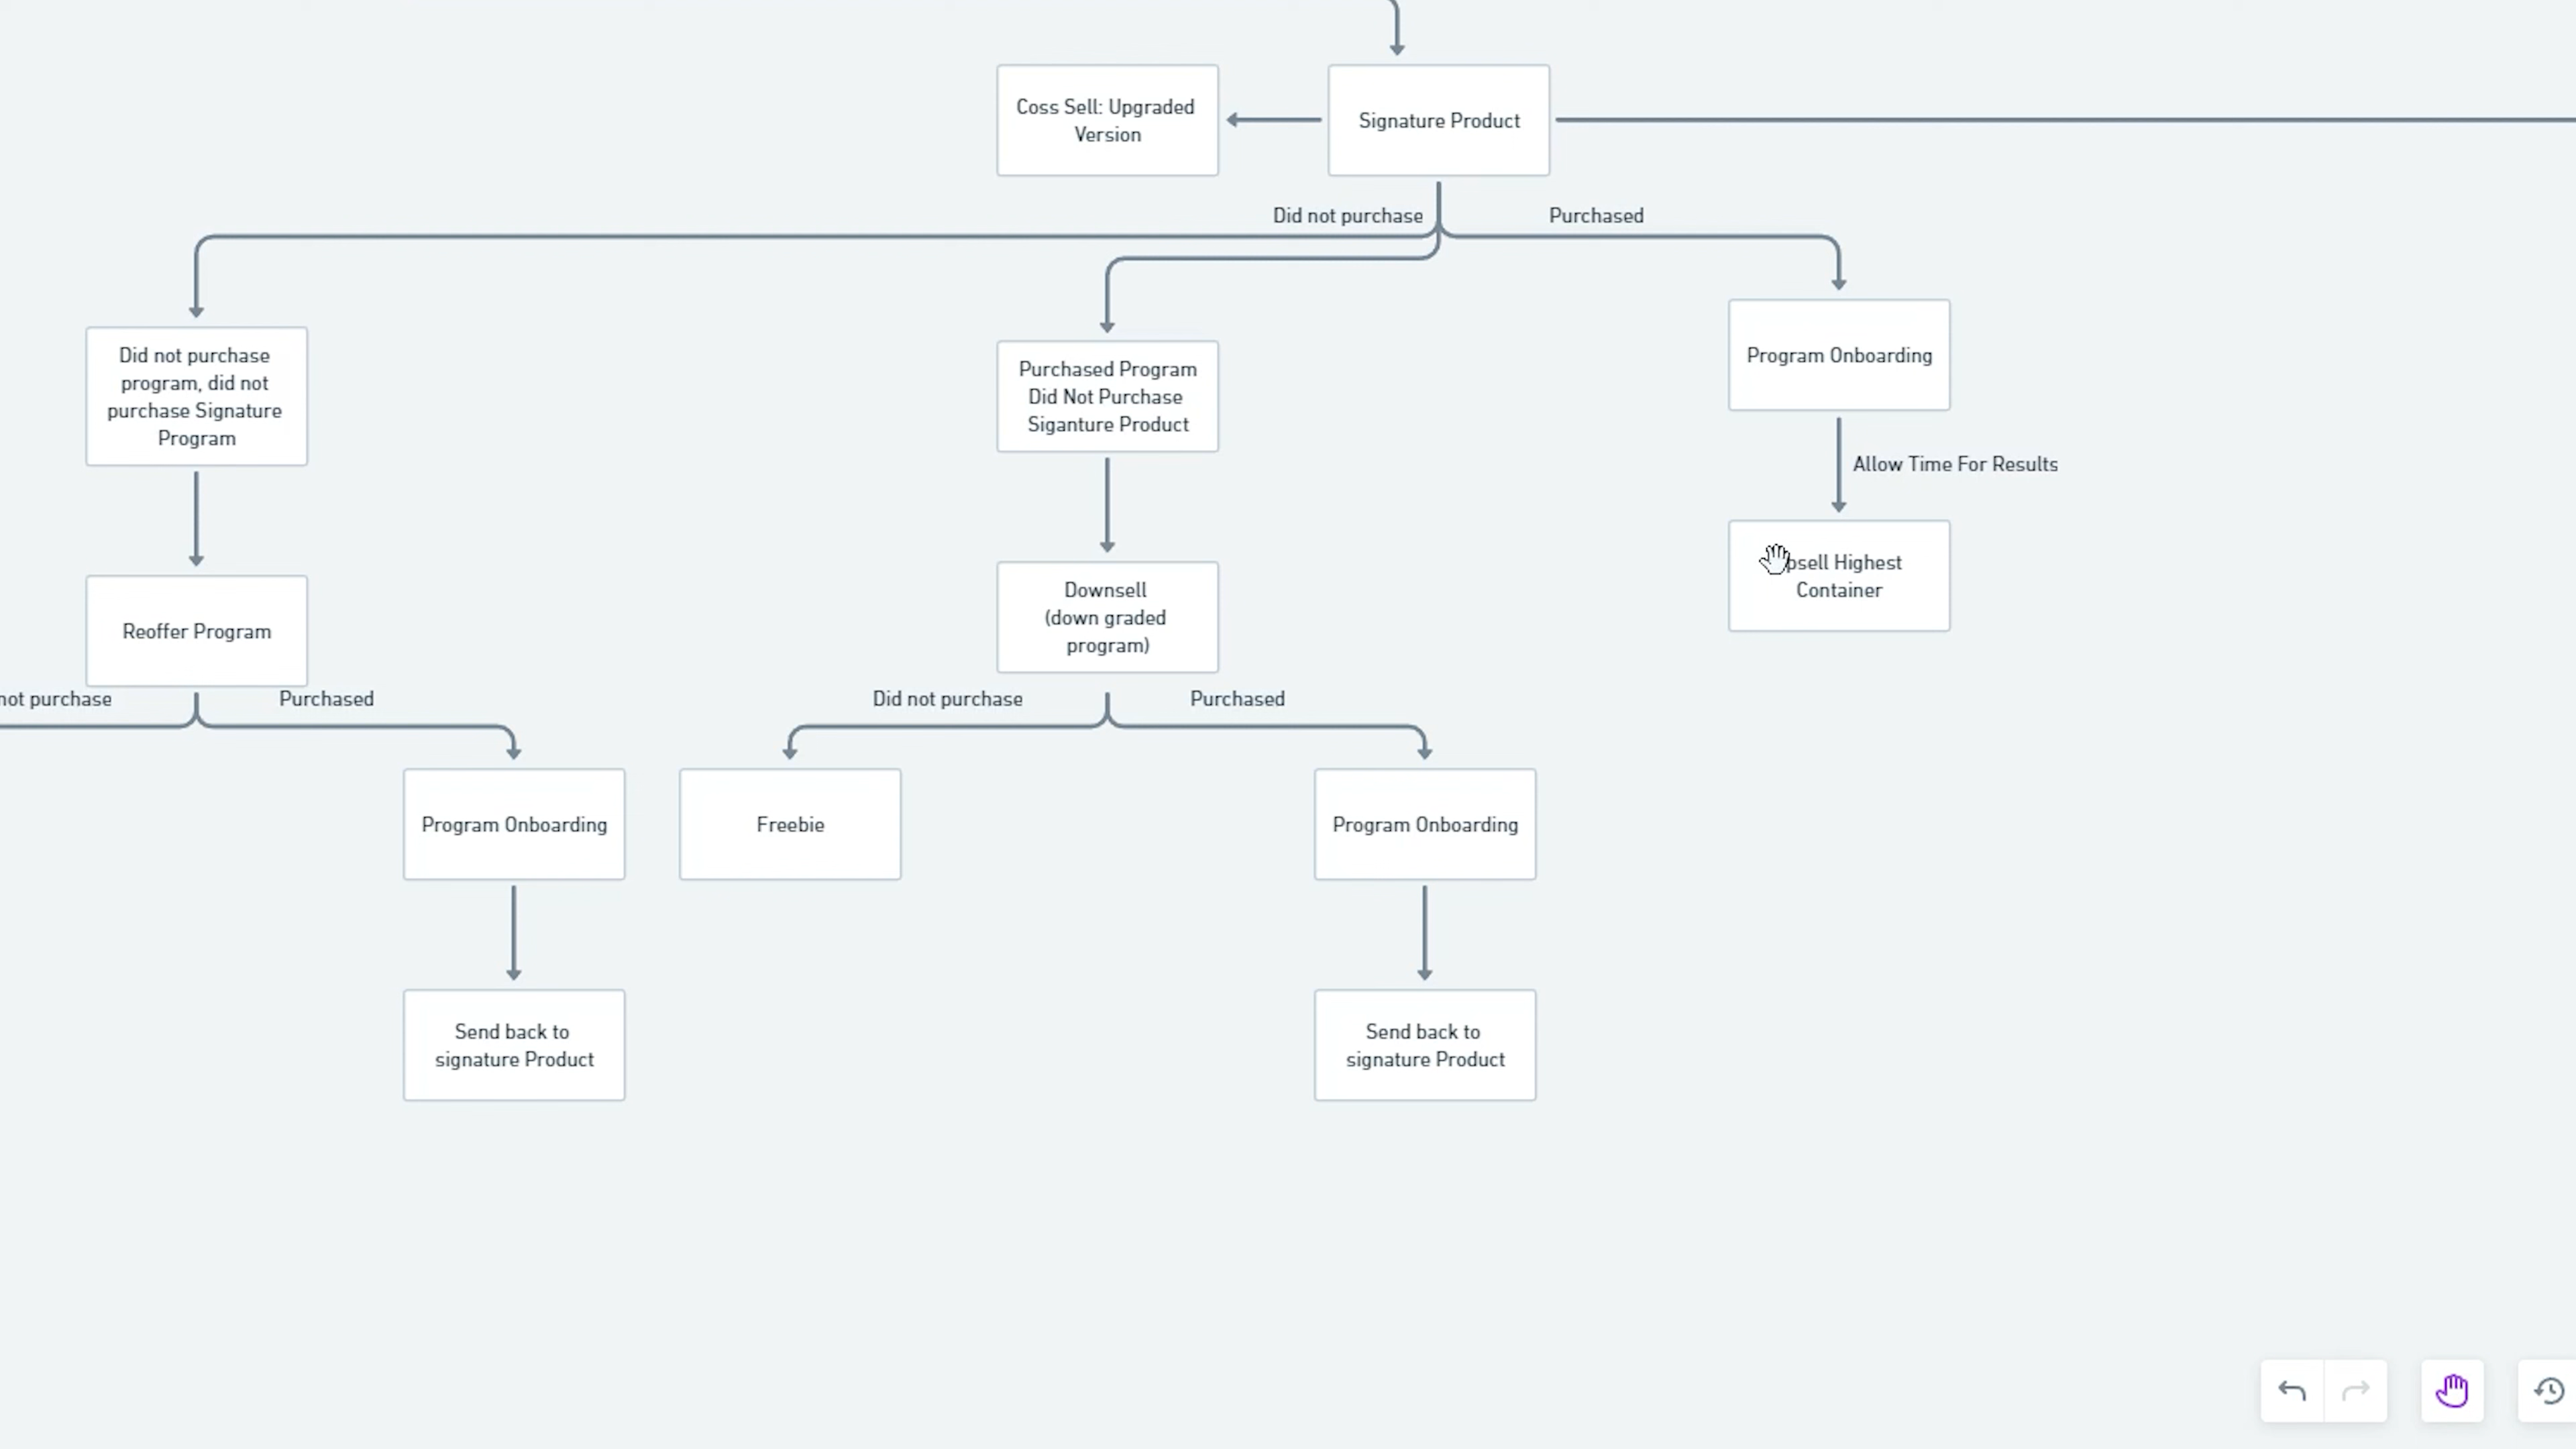 Coss Sell: Upgraded
Version
Signature Product
Did not purchase
Purchased
Did not purchase
program, did not
purchase Signature
Program
Purchased Program
Did Not Purchase
Siganture Product
Program Onboarding
Allow Time For Results
Reoffer Program
Downsell
(down graded
program)
psell Highest
Container
not purchase
Purchased
Did not purchase
Purchased
Program Onboarding
Freebie
Program Onboarding
Send back to
signature Product
Send back to
signature Product